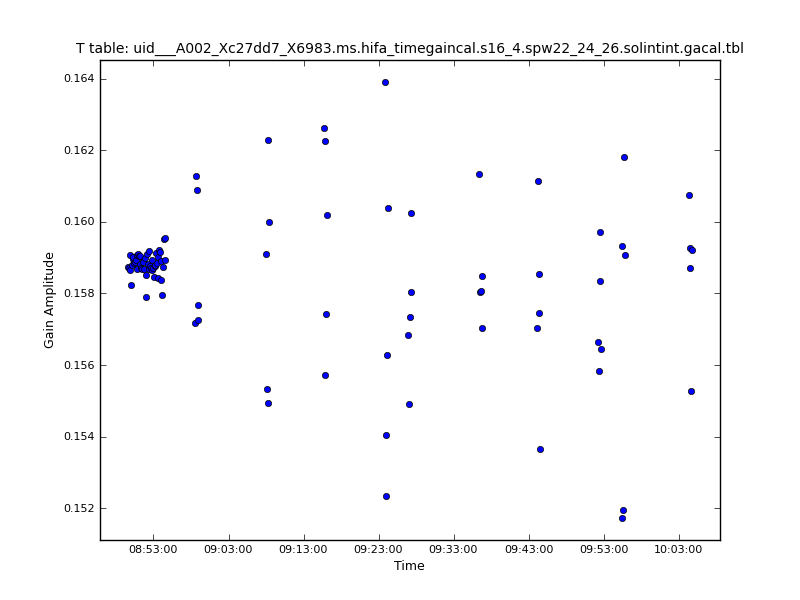 T table: uid___A002_Xc27dd7_X6983.ms.hifa_timegaincal.s16_4.spw22_24_26.solintint.gacal.tbl
0.164
0.162
0.160
0.158
0.156
0.154
0.152
Gain Amplitude
08:53:00 09:03:00 09:13:00 09:23:00 09:33:00 09:43:00 09:53:00 10:03:00
Time